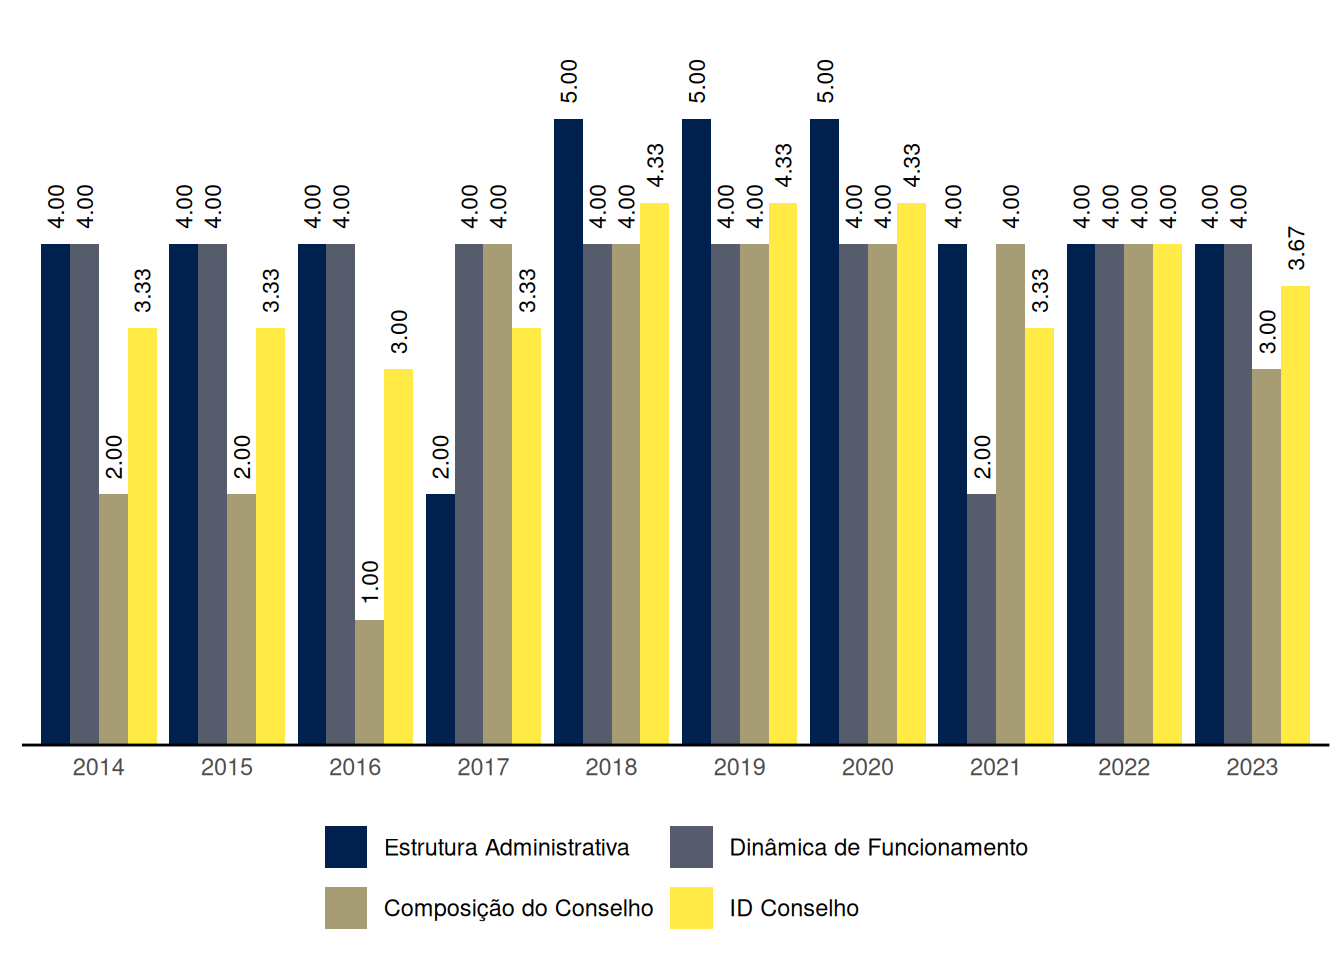 5.00 5.00 5.00
4.33 4.33 4.33
4.00 4.00 4.00 4.00 4.00 4.00 4.00 4.00 4.00 4.00 4.00 4.00 4.00 4.00 4.00 4.00 4.00 4.00 4.00 4.00 4.00 4.00
3.67
3.33 3.33 3.33 3.33
3.00 3.00
2.00 2.00 2.00 2.00
1.00
2014 2015 2016 2017 2018 2019 2020 2021 2022 2023
Estrutura Administrativa Dinâmica de Funcionamento
Composição do Conselho ID Conselho